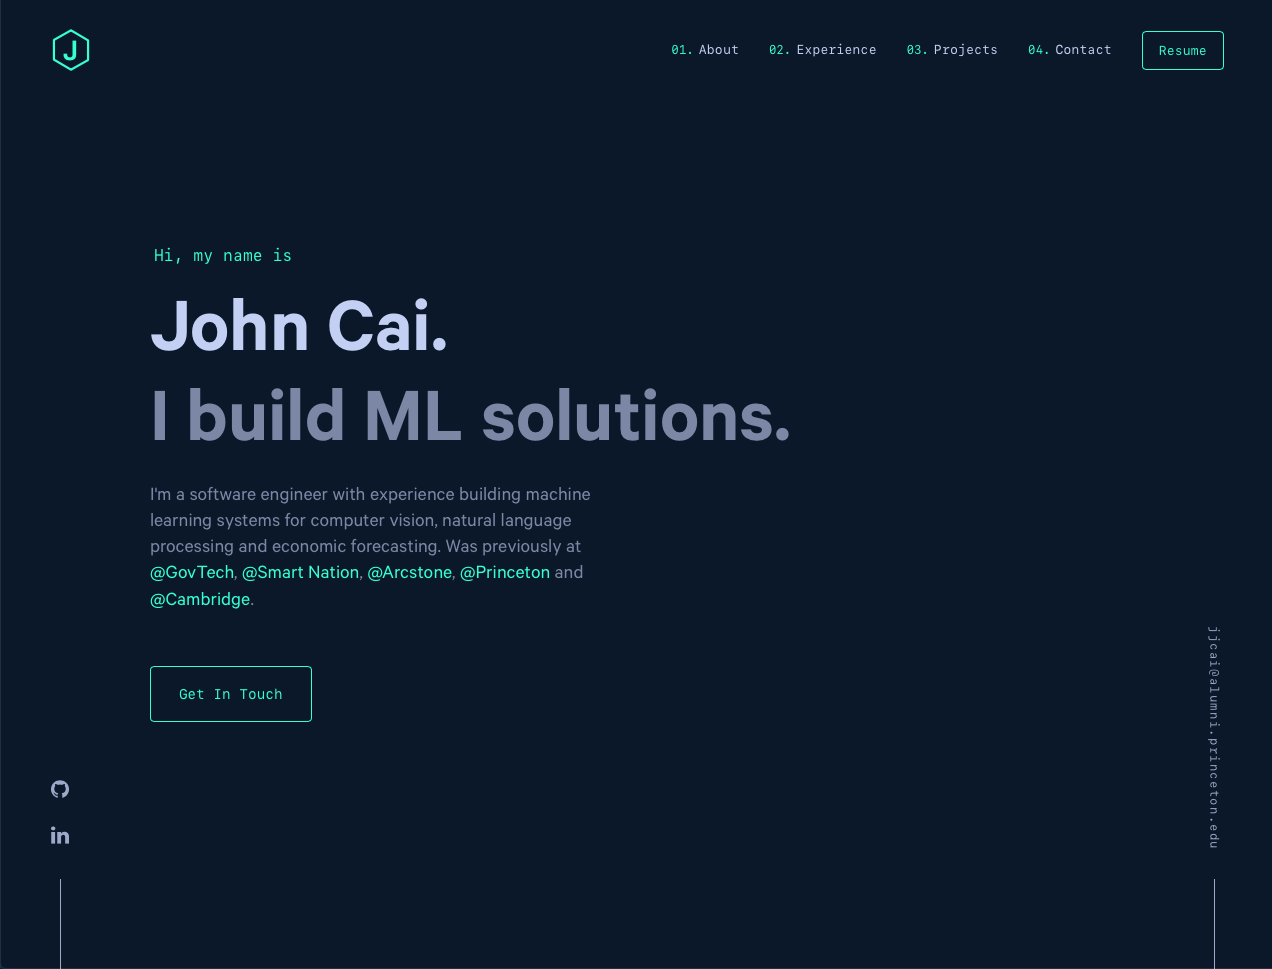 J
01. About 02. Experience 03. Projects 04. Contact Resume
Hi, my name is
John Cai.
I build ML solutions.
I'm a software engineer with experience building machine
learning systems for computer vision, natural language
processing and economic forecasting. Was previously at
@GovTech, @Smart Nation, @Arcstone, @Princeton and
@Cambridge.
Get In Touch
jjcai@alumni.princeton.edu
in